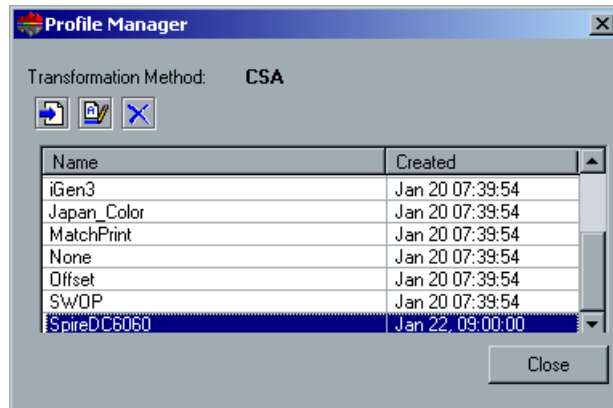 Profile Manager
Transformation Method: CSA
Name Created
iGen3 Jan 20 07:39:54
Japan_Color Jan 20 07:39:54
MatchPrint Jan 20 07:39:54
None Jan 20 07:39:54
Offset Jan 20 07:39:54
SWOP Jan 20 07:39:54
SpireDC6060 Jan 22, 09:00:00
Close